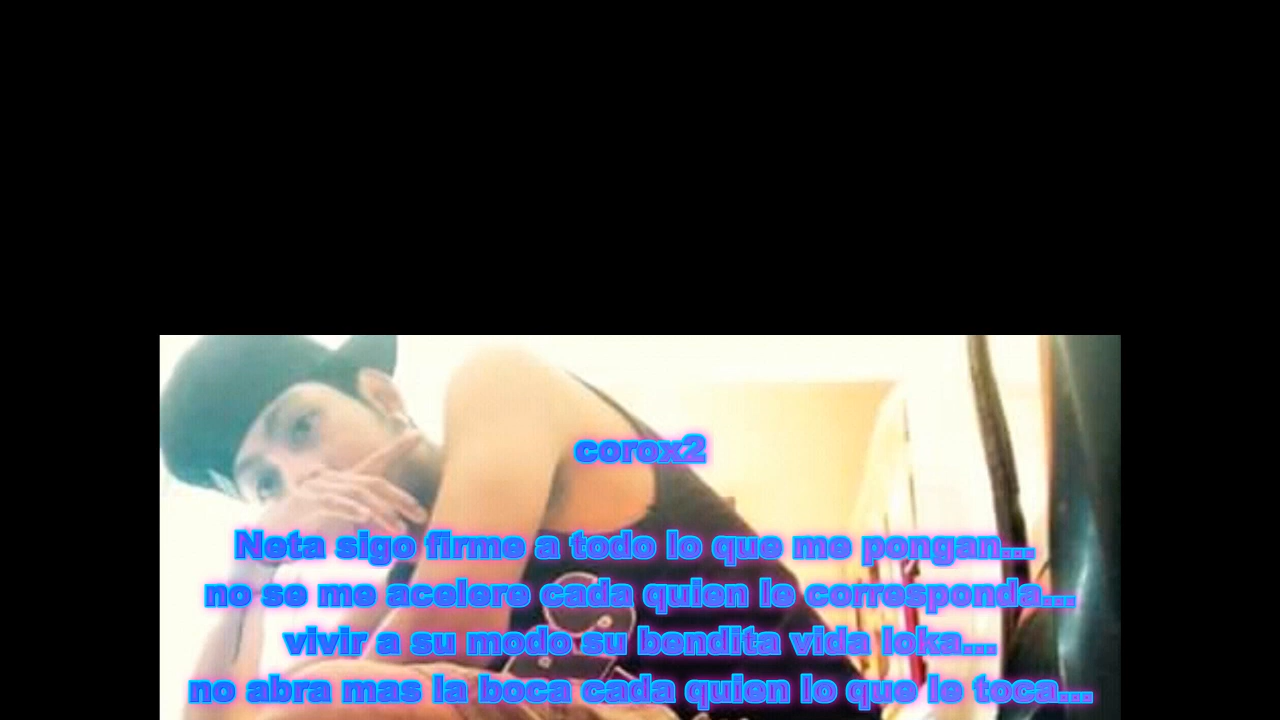 corox2
Neta sigo firme a todo lo que me pongan...
no se me acelere cada quien le corresponda...
vivir a su modo su bendita vida loka...
no abra mas la boca cada quien lo que le toca...